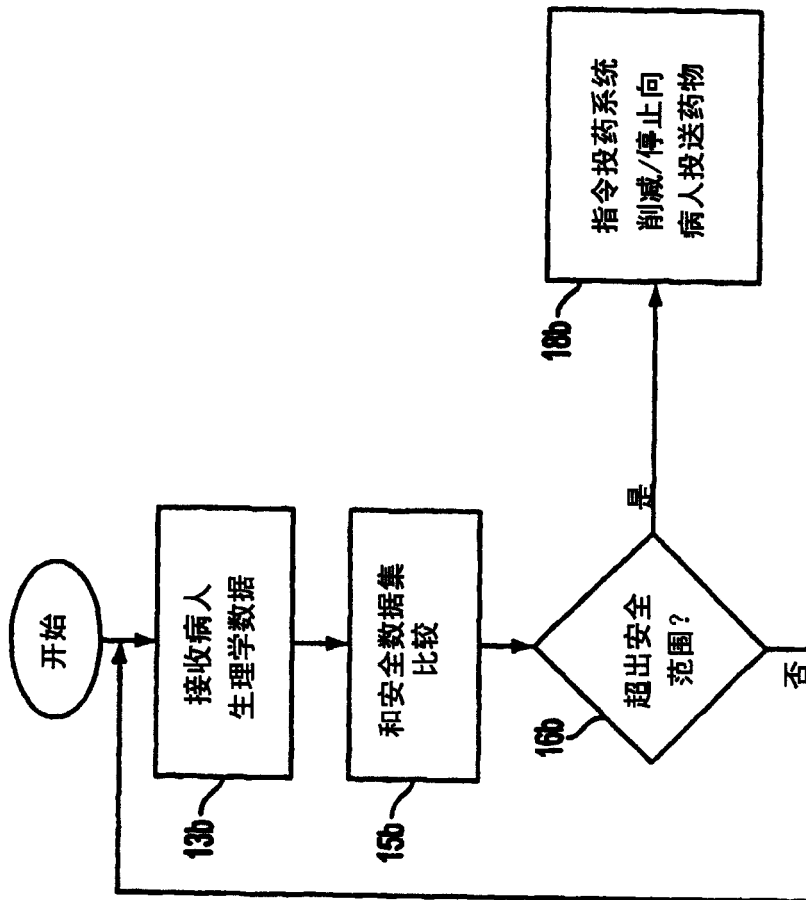 开始
接收病人
生理学数据
13b
和安全数据集
比较
15b
超出安全
范围?
16b
是
否
指令投药系统
削减/停止向
病人投送药物
18b